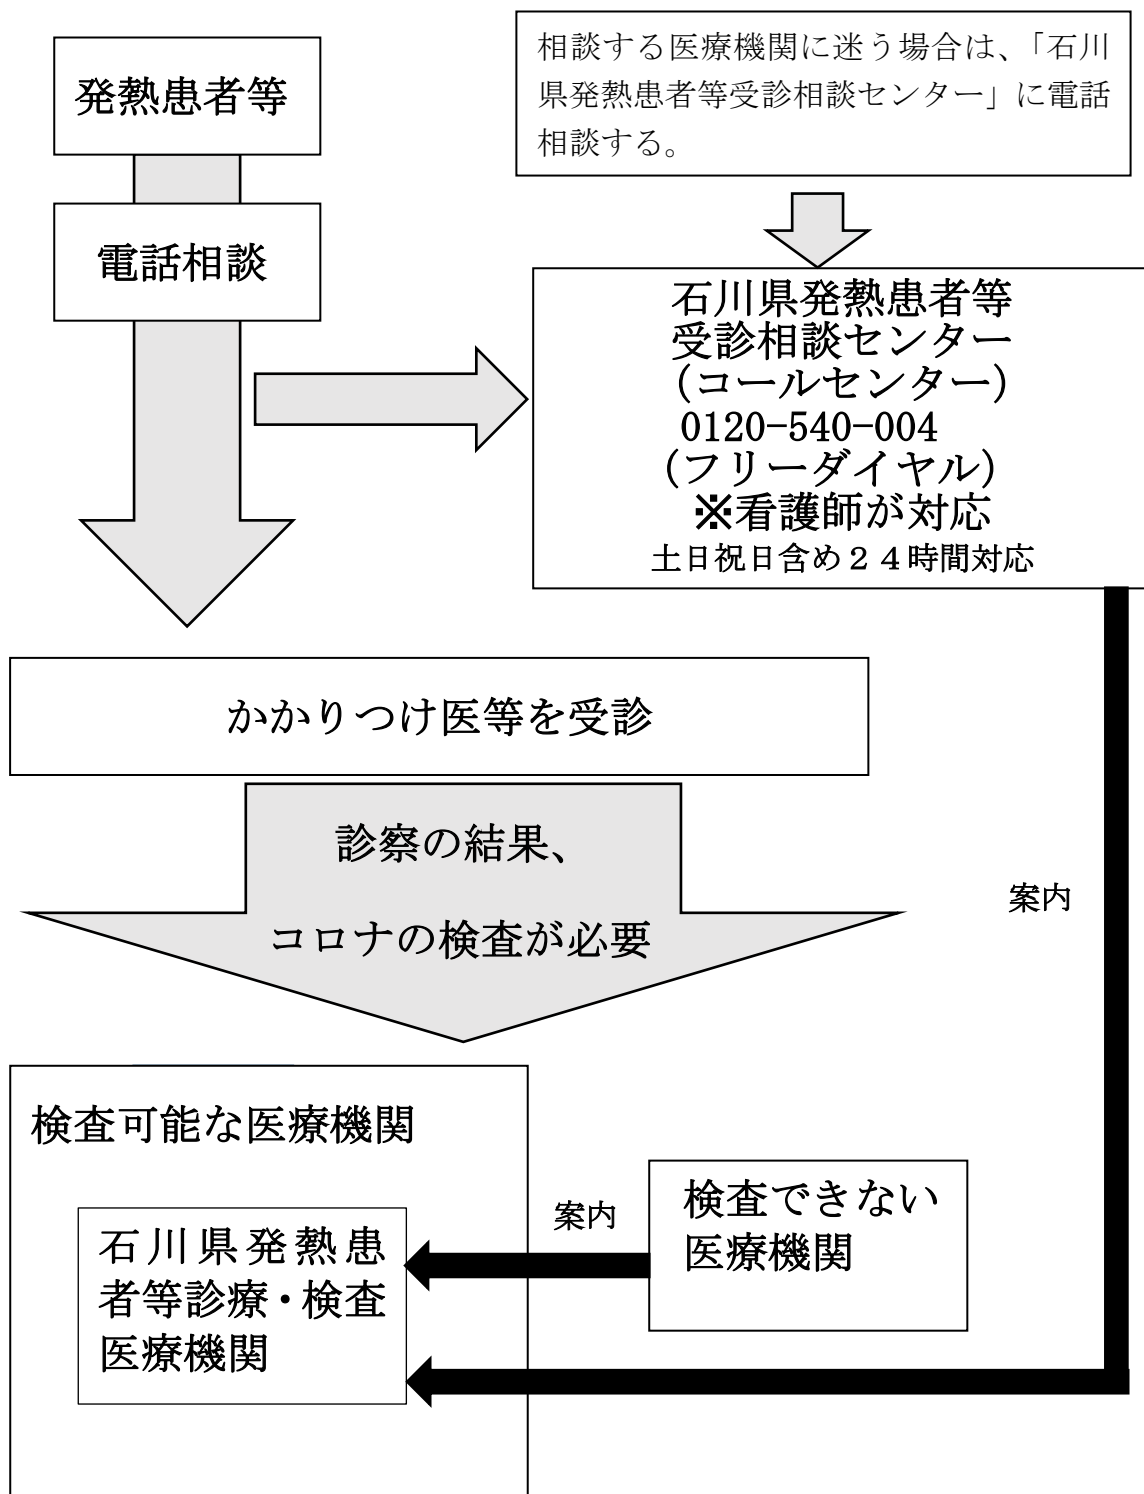 発熱患者等
相談する医療機関に迷う場合は、「石川
県発熱患者等受診相談センター」に電話
相談する。
電話相談
石川県発熱患者等
受診相談センター
(コールセンター)
0120-540-004
(フリーダイヤル)
※看護師が対応
土日祝日含め２４時間対応
かかりつけ医等を受診
診察の結果、
コロナの検査が必要
案内
検査可能な医療機関
石川県発熱患
者等診療・検査
医療機関
案内
検査できない
医療機関